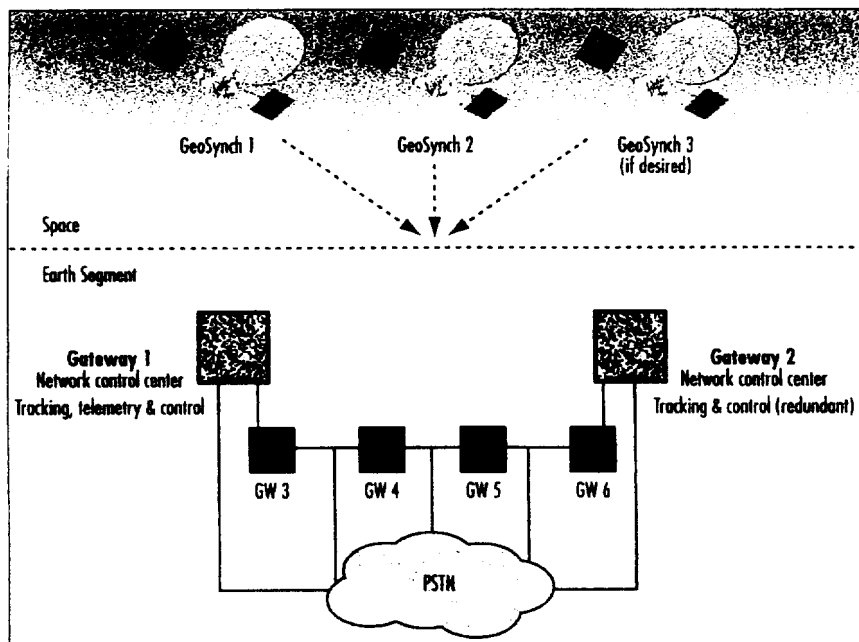 GeoSynch 1
GeoSynch 2
GeoSynch 3
(if desired)
Space
Earth Segment
Gateway 1
Network control center
Tracking, telemetry & control
Gateway 2
Network control center
Tracking & control (redundant)
GW 3
GW 4
GW 5
GW 6
PSTN